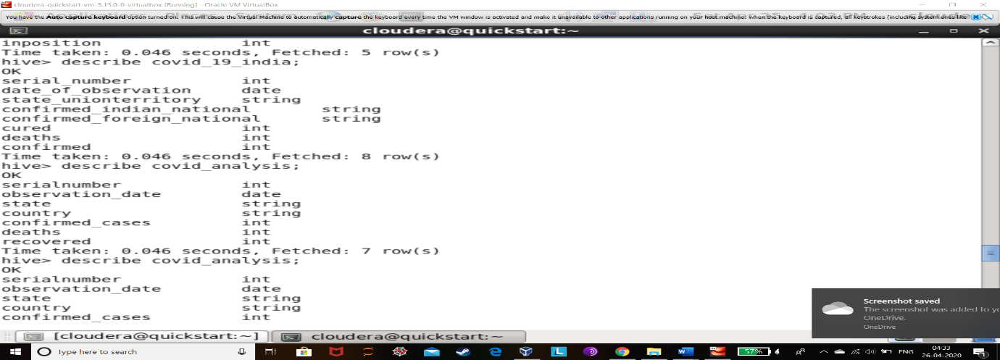 cloudera-quickstart-vm-5.13.0-0-virtualbox [Running] - Oracle VM VirtualBox
You have the Auto capture keyboard option turned on. This will cause the Virtual Machine to automatically capture the keyboard every time the VM window is activated and make it unavailable to other applications running on your host machine: when the keyboard is captured, all keystrokes (including system ones like
cloudera@quickstart:~
inposition int
Time taken: 0.046 seconds, Fetched: 5 row(s)
hive> describe covid_19_india;
OK
serial_number int
date_of_observation date
state_unionterritory string
confirmed_indian_national string
confirmed_foreign_national string
cured int
deaths int
confirmed int
Time taken: 0.046 seconds, Fetched: 8 row(s)
hive> describe covid_analysis;
OK
serialnumber int
observation_date date
state string
country string
confirmed_cases int
deaths int
recovered int
Time taken: 0.046 seconds, Fetched: 7 row(s)
hive> describe covid_analysis;
OK
serialnumber int
observation_date date
state string
country string
confirmed_cases int
Screenshot saved
The screenshot was added to yo
OneDrive.
OneDrive
[cloudera@quickstart:~] cloudera@quickstart:~
Type here to search
57%
ENG
04:33
26-04-2020